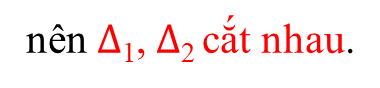 nên Δ₁, Δ₂ cắt nhau.